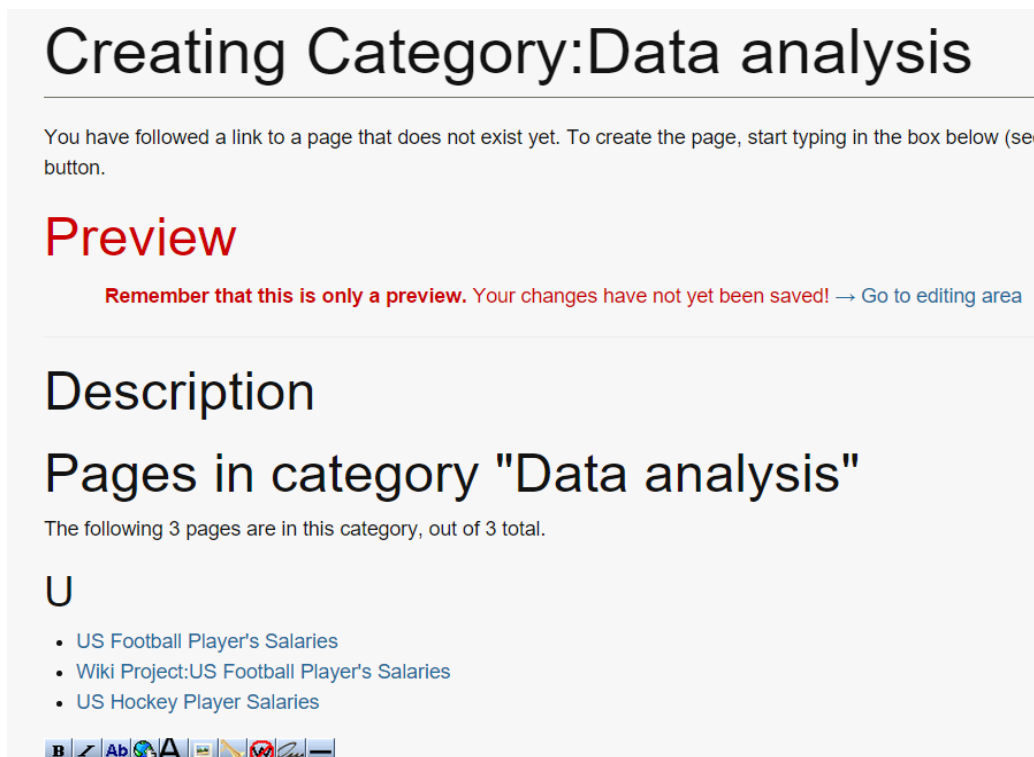 Creating Category:Data analysis
You have followed a link to a page that does not exist yet. To create the page, start typing in the box below (see
button.
Preview
Remember that this is only a preview. Your changes have not yet been saved! → Go to editing area
Description
Pages in category "Data analysis"
The following 3 pages are in this category, out of 3 total.
U
US Football Player's Salaries
Wiki Project:US Football Player's Salaries
US Hockey Player Salaries
B I Ab A W